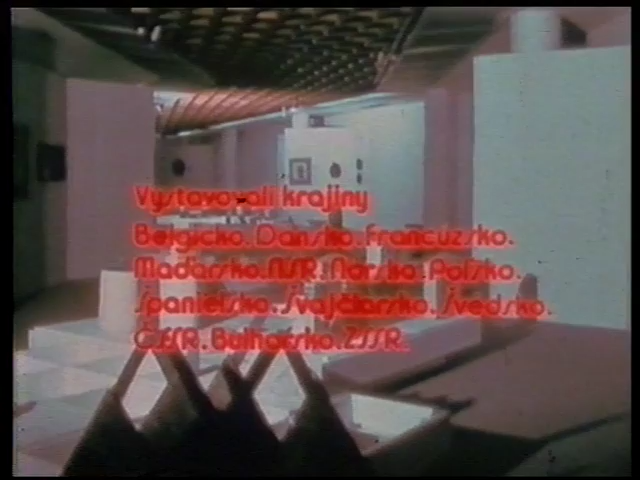 Vystavovali krajiny
Belgicko. Dánsko. Francúzsko.
Maďarsko. NSR. Nórsko. Poľsko.
Španielsko. Švajčiarsko. Švédsko.
ČSSR. Bulharsko. ZSSR.